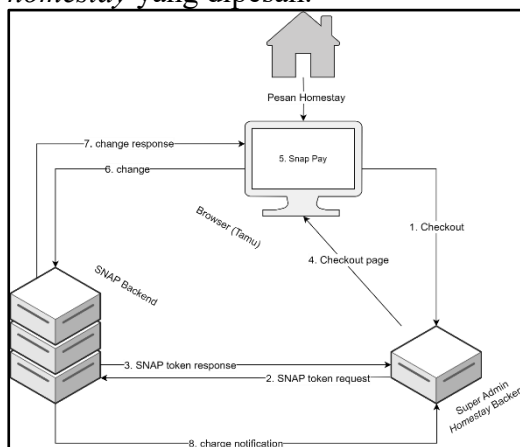 homestay yang dipesan.
Pesan Homestay
7. change response
5. Snap Pay
6. change
Browser (Tamu)
1. Checkout
4. Checkout page
SNAP Backend
3. SNAP token response
2. SNAP token request
Super Admin
Homestay Backend
8. charge notification